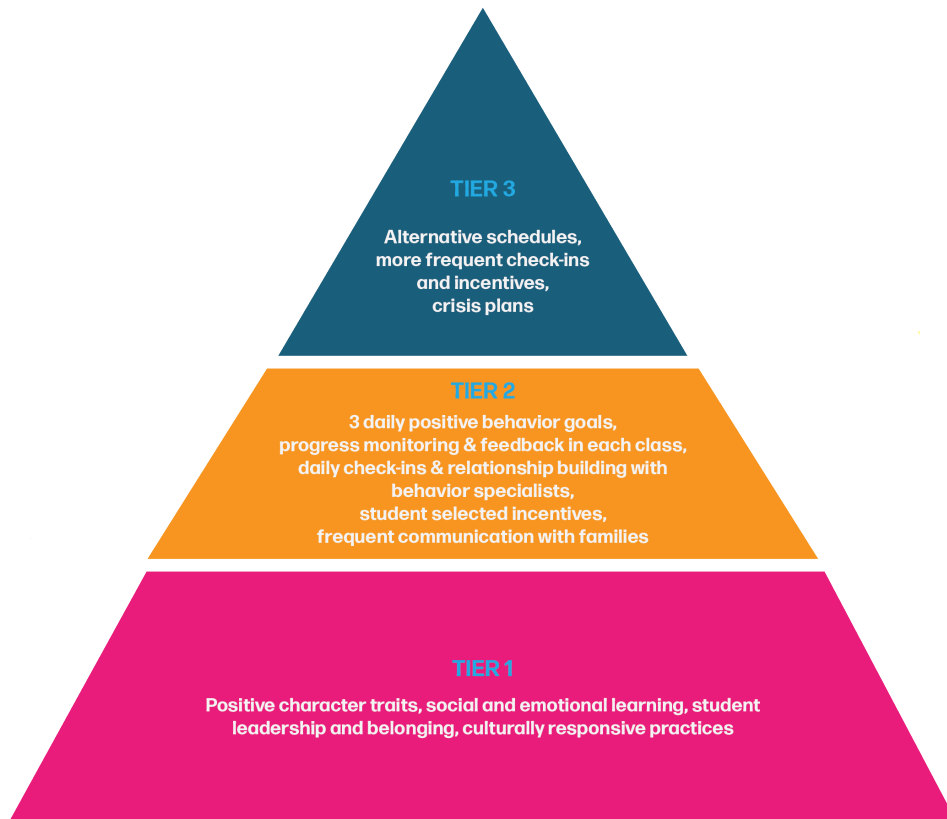 TIER 3
Alternative schedules,
more frequent check-ins
and incentives,
crisis plans
TIER 2
3 daily positive behavior goals,
progress monitoring & feedback in each class,
daily check-ins & relationship building with
behavior specialists,
student selected incentives,
frequent communication with families
TIER 1
Positive character traits, social and emotional learning, student
leadership and belonging, culturally responsive practices